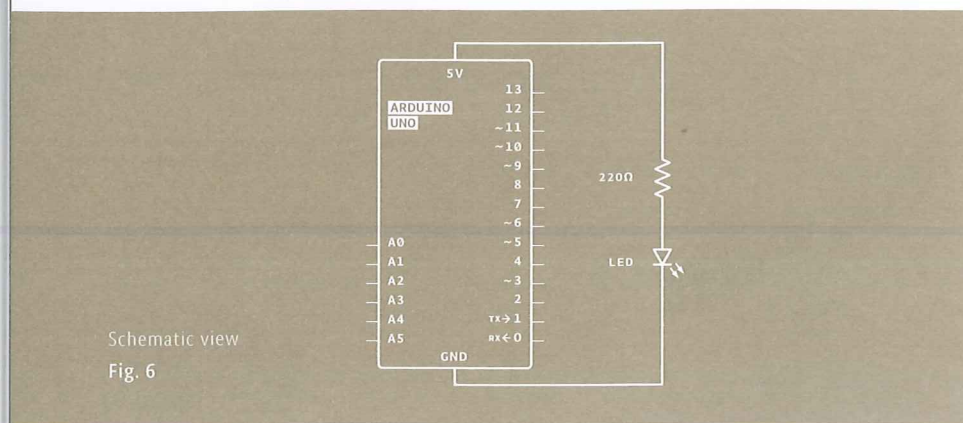 5V
13
ARDUINO
UNO
12
~11
~10
~9
8
7
~6
~5
4
~3
2
TX→1
RX←0
A0
A1
A2
A3
A4
A5
GND
220Ω
LED
Schematic view
Fig. 6